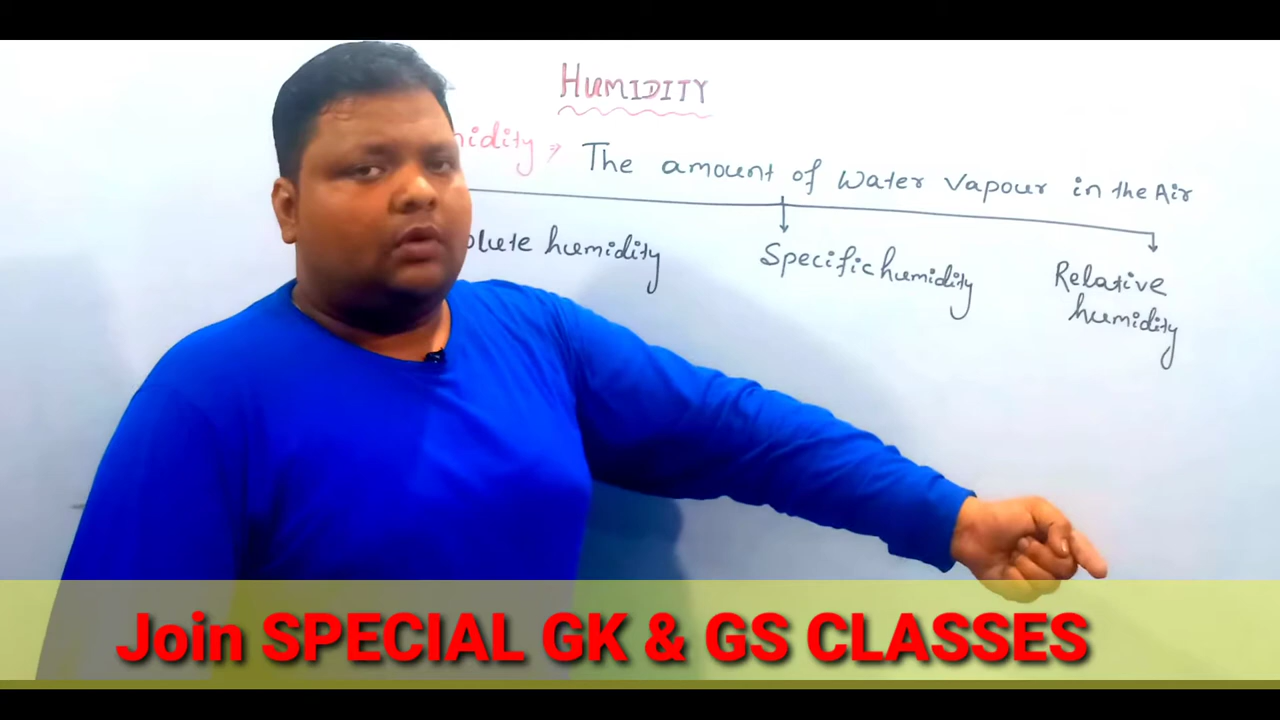 HUMIDITY
midity => The amount of water vapour in the Air
olute humidity
Specific humidity
Relative
humidity
Join SPECIAL GK & GS CLASSES